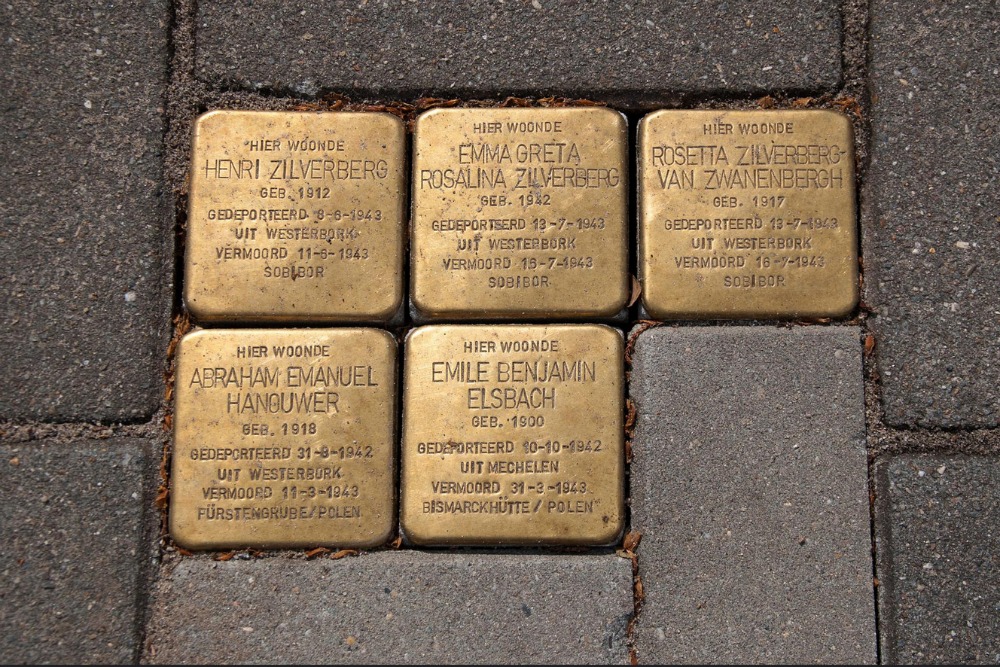 HIER WOONDE
HENRI ZILVERBERG
GEB. 1912
GEDEPORTEERD 8-6-1943
UIT WESTERBORK
VERMOORD 11-6-1943
SOBIBOR
HIER WOONDE
EMMA GRETA
ROSALINA ZILVERBERG
GEB. 1942
GEDEPORTEERD 13-7-1943
UIT WESTERBORK
VERMOORD 16-7-1943
SOBIBOR
HIER WOONDE
ROSETTA ZILVERBERG-
VAN ZWANENBERGH
GEB. 1917
GEDEPORTEERD 13-7-1943
UIT WESTERBORK
VERMOORD 16-7-1943
SOBIBOR
HIER WOONDE
ABRAHAM EMANUEL
HANOUWER
GEB. 1918
GEDEPORTEERD 31-8-1942
UIT WESTERBORK
VERMOORD 11-3-1943
FÜRSTENGRUBE/POLEN
HIER WOONDE
EMILE BENJAMIN
ELSBACH
GEB. 1900
GEDEPORTEERD 10-10-1942
UIT MECHELEN
VERMOORD 31-3-1943
BISMARCKHÜTTE/POLEN